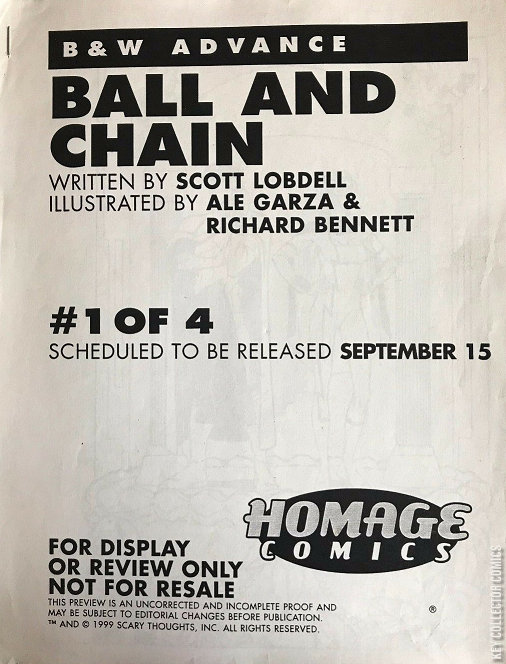 B&W ADVANCE
BALL AND
CHAIN
WRITTEN BY SCOTT LOBDELL
ILLUSTRATED BY ALE GARZA &
RICHARD BENNETT
#1 OF 4
SCHEDULED TO BE RELEASED SEPTEMBER 15
HOMAGE
COMICS
®
FOR DISPLAY
OR REVIEW ONLY
NOT FOR RESALE
THIS PREVIEW IS AN UNCORRECTED AND INCOMPLETE PROOF AND
MAY BE SUBJECT TO EDITORIAL CHANGES BEFORE PUBLICATION.
™ AND © 1999 SCARY THOUGHTS, INC. ALL RIGHTS RESERVED.
KEY COLLECTOR COMICS